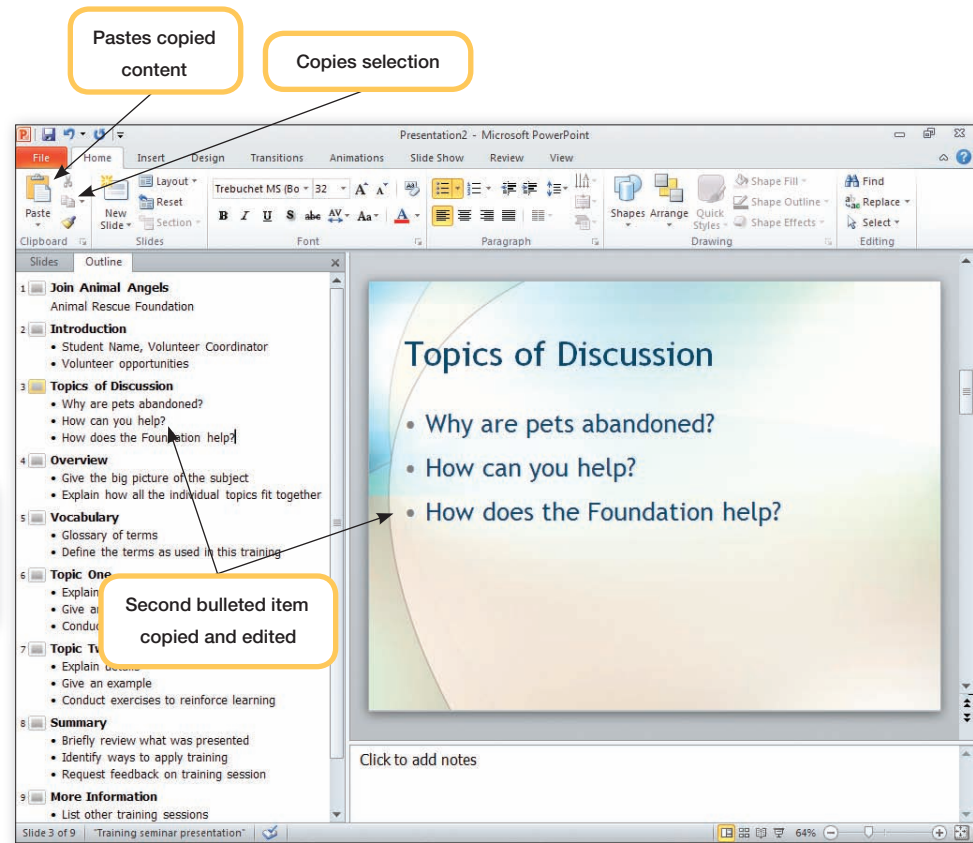 Pastes copied
content
Copies selection
Presentation2 - Microsoft PowerPoint
File Home Insert Design Transitions Animations Slide Show Review View
Layout
Trebuchet MS (Bo 32
Shape Fill
Find
Reset
Shape Outline
Replace
Paste
New
Slide
Section
B I U S abc AV Aa A
Shapes Arrange Quick
Styles
Shape Effects
Select
Clipboard Slides Font Paragraph Drawing Editing
Slides Outline
1 Join Animal Angels
Animal Rescue Foundation
2 Introduction
• Student Name, Volunteer Coordinator
• Volunteer opportunities
3 Topics of Discussion
• Why are pets abandoned?
• How can you help?
• How does the Foundation help?
4 Overview
• Give the big picture of the subject
• Explain how all the individual topics fit together
5 Vocabulary
• Glossary of terms
• Define the terms as used in this training
6 Topic One
• Explain
• Give
•
7 Topic
• Explain
• Give an example
• Conduct exercises to reinforce learning
8 Summary
• Briefly review what was presented
• Identify ways to apply training
• Request feedback on training session
9 More Information
• List other training sessions
Topics of Discussion
• Why are pets abandoned?
• How can you help?
• How does the Foundation help?
Second bulleted item
copied and edited
Click to add notes
Slide 3 of 9 "Training seminar presentation" 64%